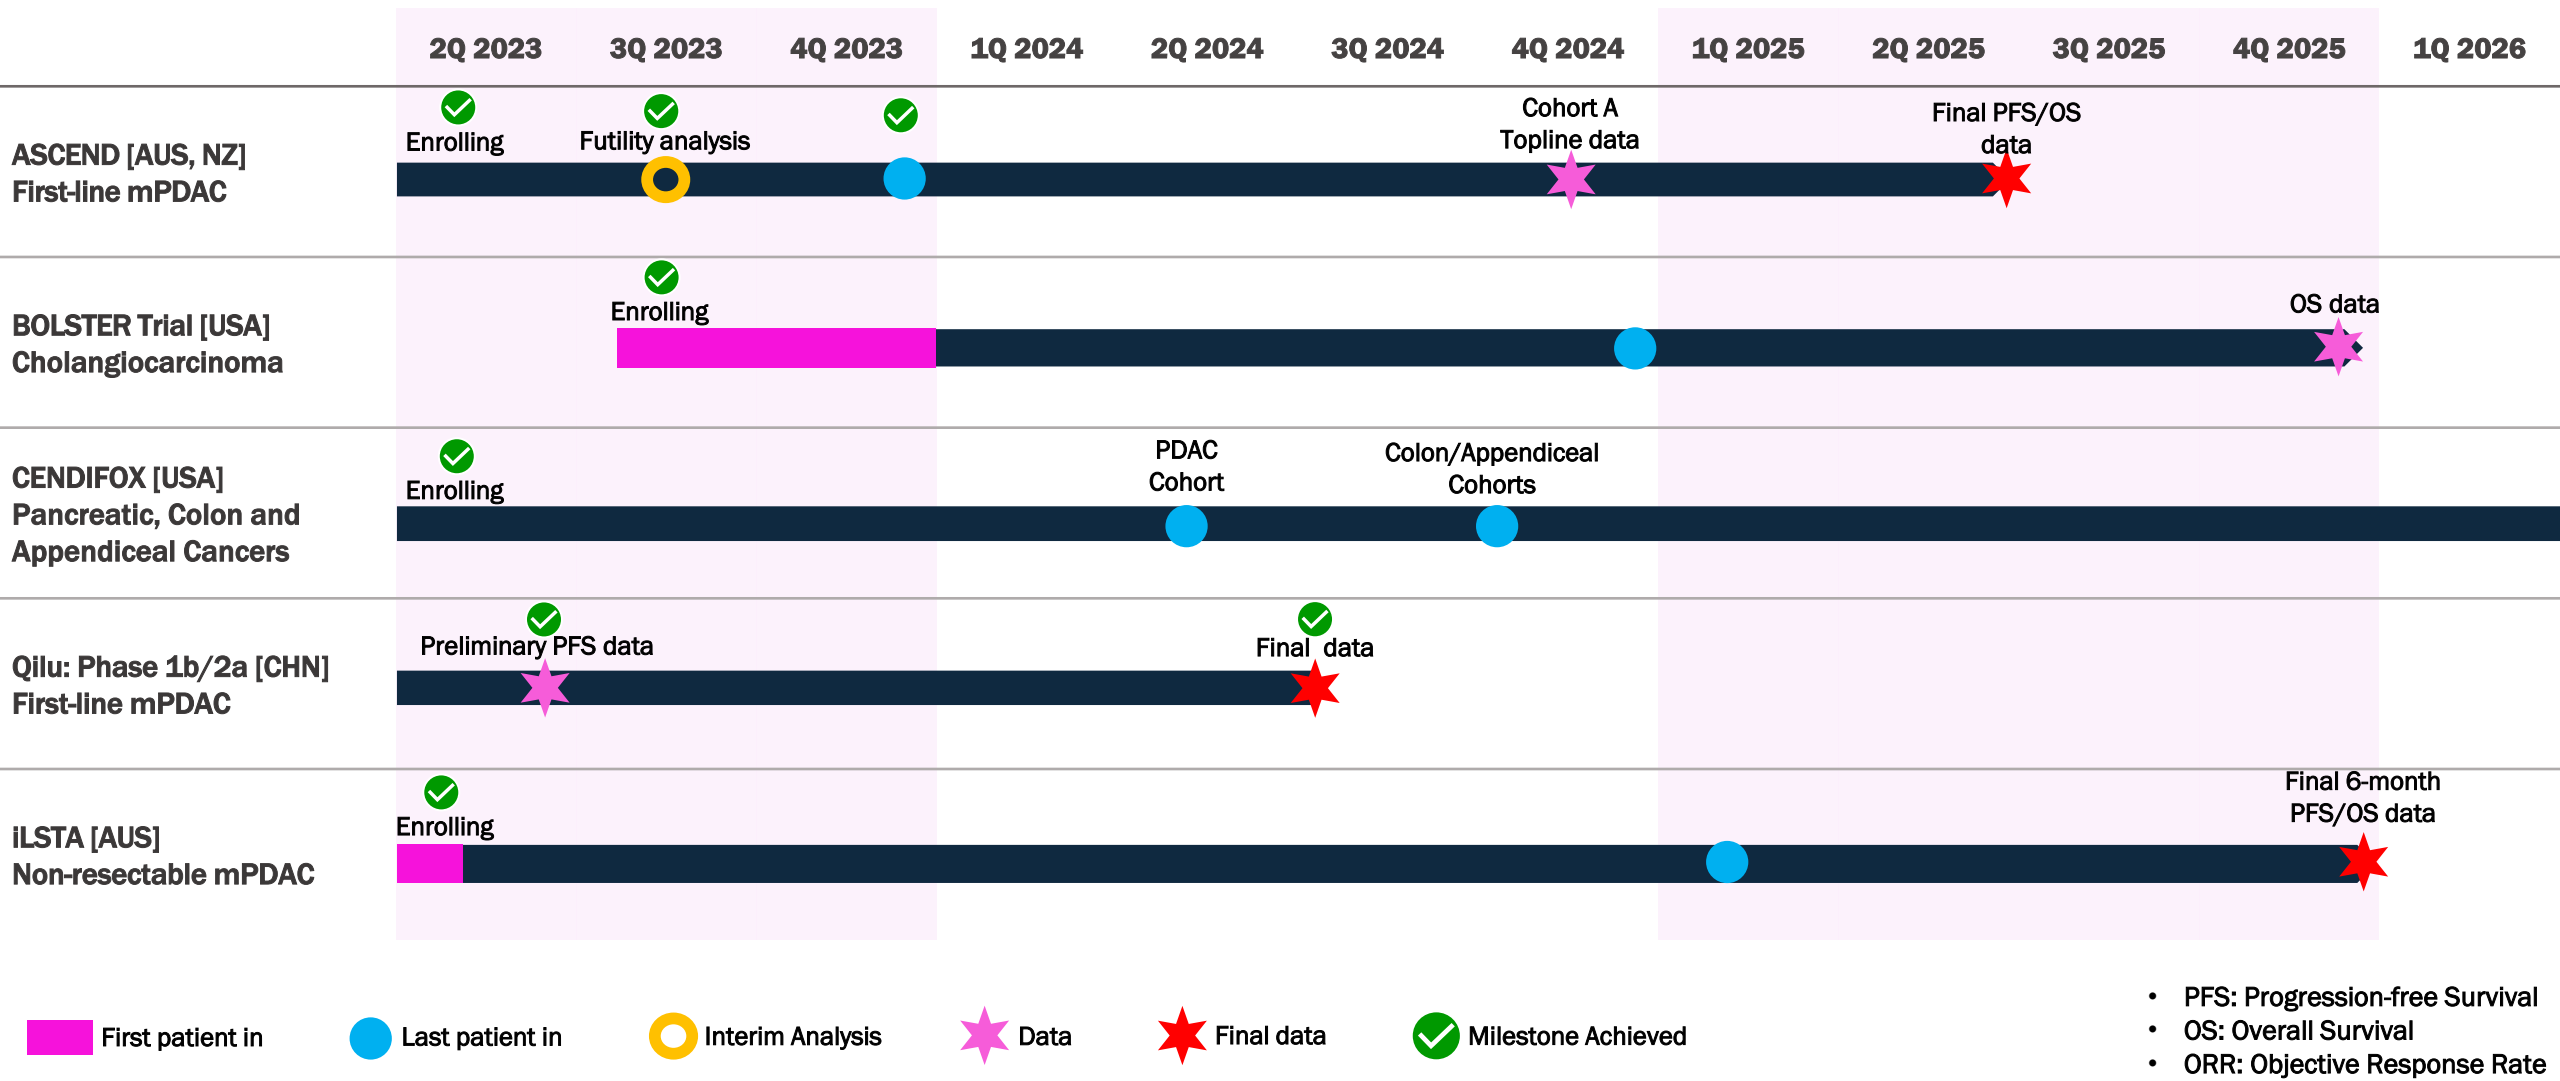 2Q 2023 3Q 2023 4Q 2023 1Q 2024 2Q 2024 3Q 2024 4Q 2024 1Q 2025 2Q 2025 3Q 2025 4Q 2025 1Q 2026
ASCEND [AUS, NZ]
First-line mPDAC
Enrolling
Futility analysis
Cohort A
Topline data
Final PFS/OS
data
BOLSTER Trial [USA]
Cholangiocarcinoma
Enrolling
OS data
CENDIFOX [USA]
Pancreatic, Colon and
Appendiceal Cancers
Enrolling
PDAC
Cohort
Colon/Appendiceal
Cohorts
Qilu: Phase 1b/2a [CHN]
First-line mPDAC
Preliminary PFS data
Final  data
iLSTA [AUS]
Non-resectable mPDAC
Enrolling
Final 6-month
PFS/OS data
First patient in
Last patient in
Interim Analysis
Data
Final data
Milestone Achieved
• PFS: Progression-free Survival
• OS: Overall Survival
• ORR: Objective Response Rate